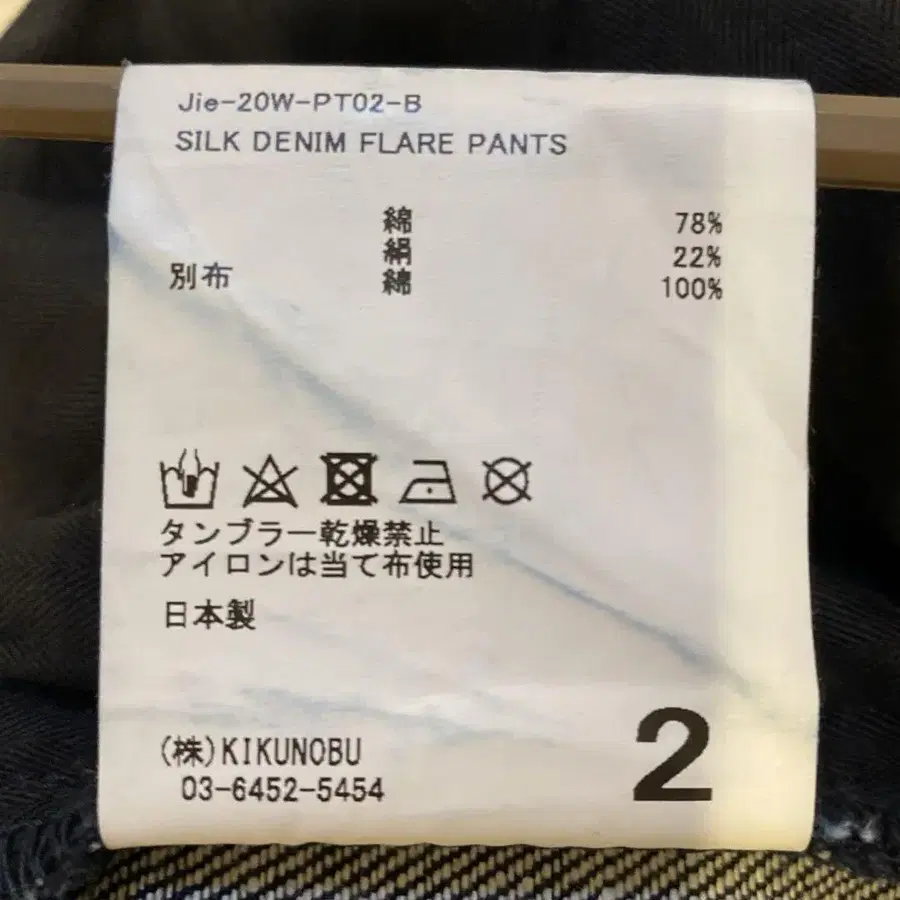 Jie-20W-PT02-B
SILK DENIM FLARE PANTS
綿 78%
絹 22%
別布 綿 100%
タンブラー乾燥禁止
アイロンは当て布使用
日本製
(株)KIKUNOBU
03-6452-5454
2